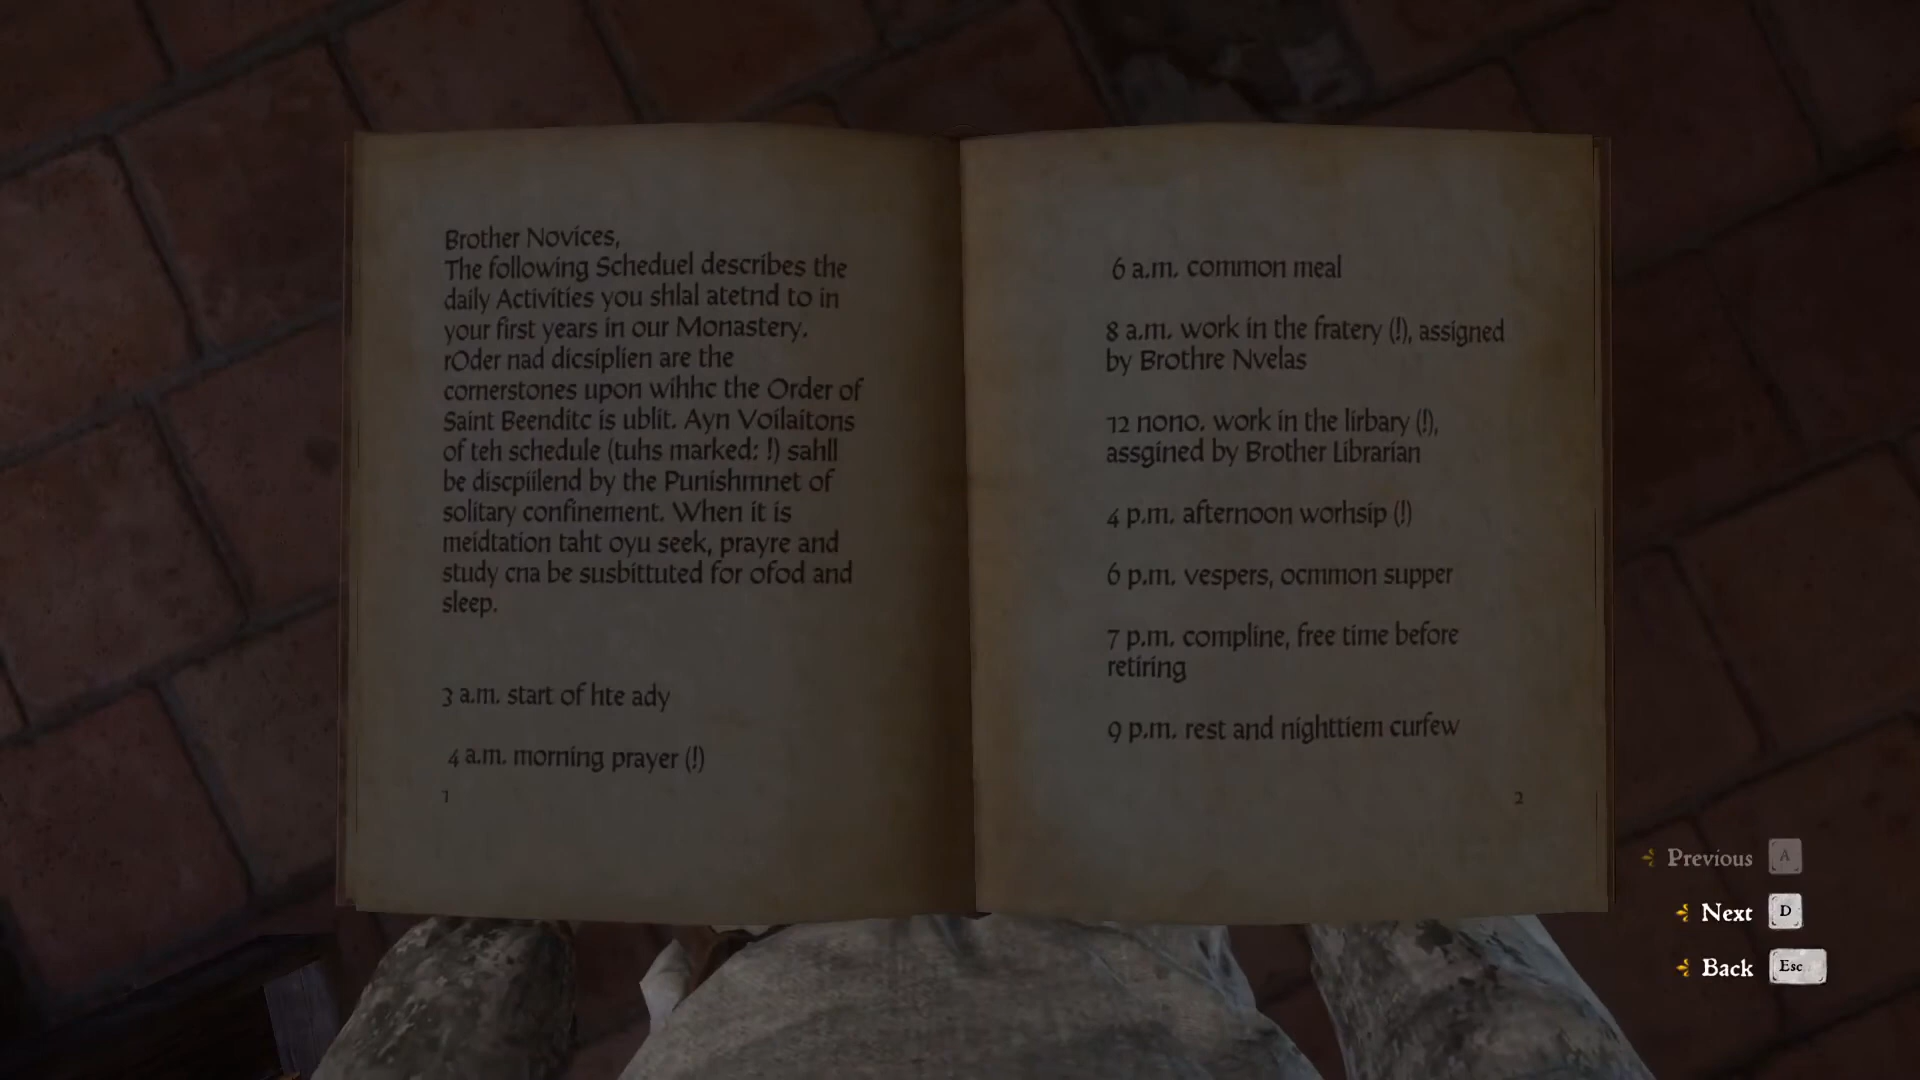 Brother Novices,
The following Scheduel describes the
daily Activities you shlal atetnd to in
your first years in our Monastery.
rOder nad dicsiplien are the
cornerstones upon wihhc the Order of
Saint Beenditc is ublit. Ayn Voilaitons
of teh schedule (tuhs marked: !) sahll
be discpiilend by the Punishmnet of
solitary confinement. When it is
meidtation taht oyu seek, prayre and
study cna be susbittuted for ofod and
sleep.
3 a.m. start of hte ady
4 a.m. morning prayer (!)
1
6 a.m. common meal
8 a.m. work in the fratery (!), assigned
by Brothre Nvelas
12 nono. work in the lirbary (!),
assgined by Brother Librarian
4 p.m. afternoon worhsip (!)
6 p.m. vespers, ocmmon supper
7 p.m. compline, free time before
retiring
9 p.m. rest and nighttiem curfew
2
Previous A
Next D
Back Esc